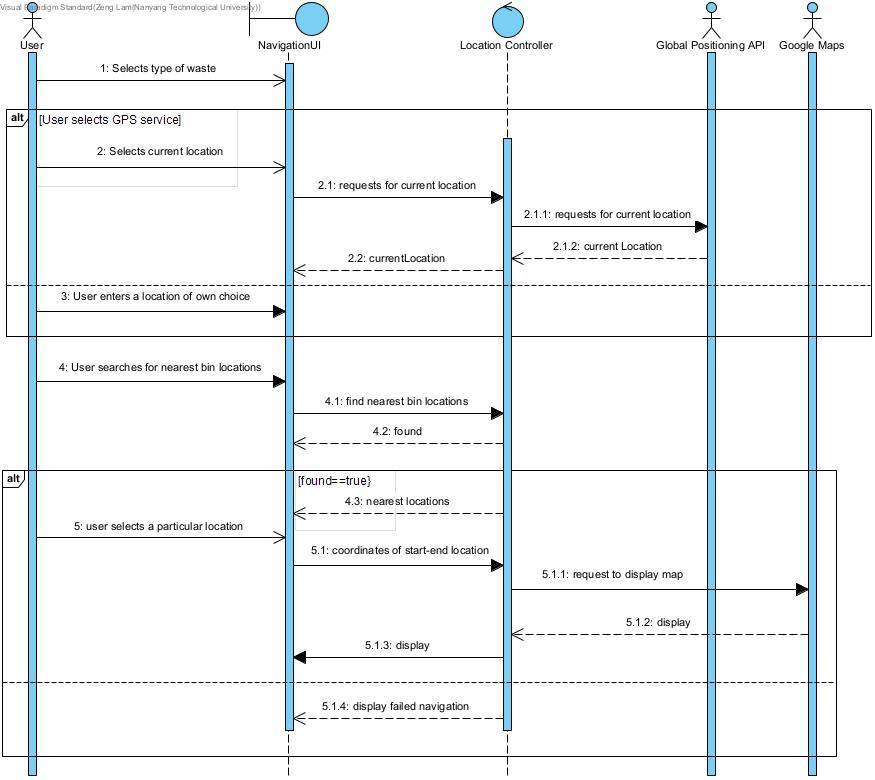 Visual Paradigm Standard(Zeng Lam(Nanyang Technological University))
User
NavigationUI
Location Controller
Global Positioning API
Google Maps
1: Selects type of waste
alt
[User selects GPS service]
2: Selects current location
2.1: requests for current location
2.1.1: requests for current location
2.1.2: current Location
2.2: currentLocation
3: User enters a location of own choice
4: User searches for nearest bin locations
4.1: find nearest bin locations
4.2: found
alt
[found==true}
4.3: nearest locations
5: user selects a particular location
5.1: coordinates of start-end location
5.1.1: request to display map
5.1.2: display
5.1.3: display
5.1.4: display failed navigation